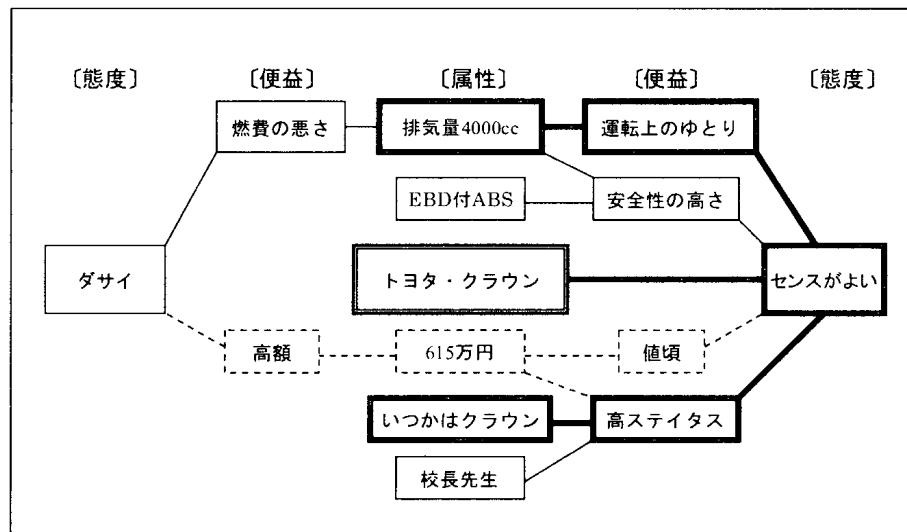 〔態度〕 〔便益〕 〔属性〕 〔便益〕 〔態度〕
燃費の悪さ 排気量4000cc 運転上のゆとり
EBD付ABS 安全性の高さ
ダサイ トヨタ・クラウン センスがよい
高額 615万円 値頃
いつかはクラウン 高ステイタス
校長先生